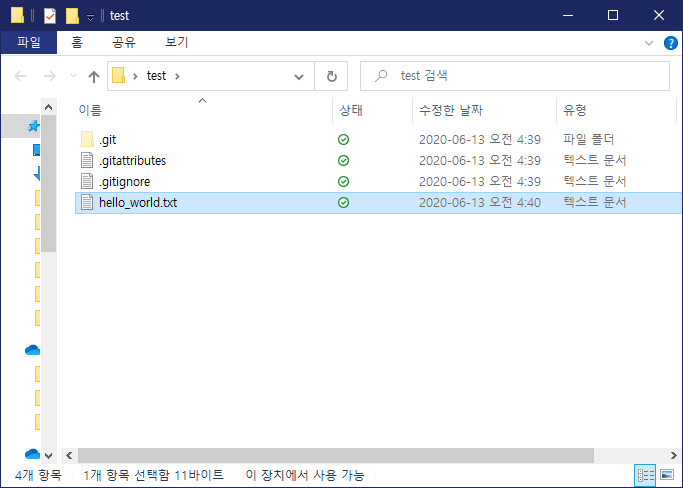 test
파일 홈 공유 보기
test test 검색
이름 상태 수정한 날짜 유형
.git 2020-06-13 오전 4:39 파일 폴더
.gitattributes 2020-06-13 오전 4:39 텍스트 문서
.gitignore 2020-06-13 오전 4:39 텍스트 문서
hello_world.txt 2020-06-13 오전 4:40 텍스트 문서
4개 항목 1개 항목 선택함 11바이트 이 장치에서 사용 가능